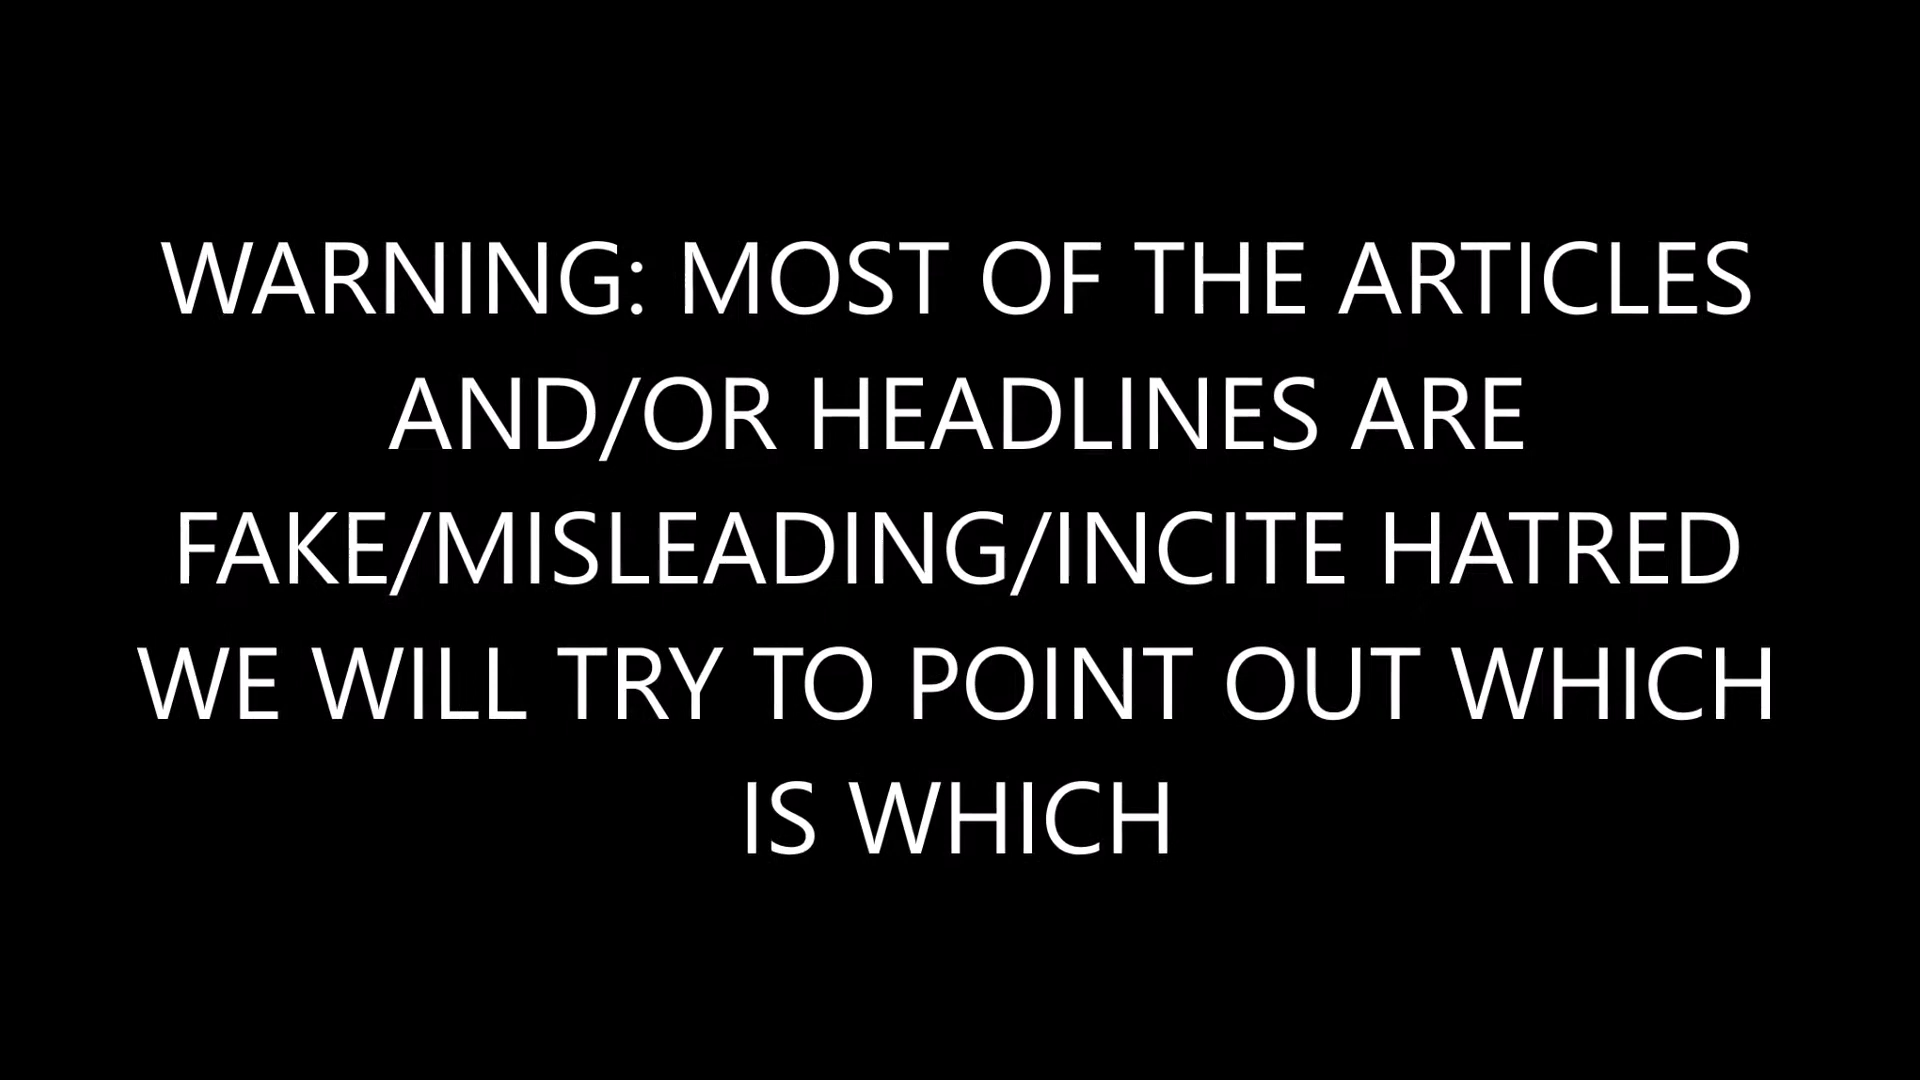 WARNING: MOST OF THE ARTICLES
AND/OR HEADLINES ARE
FAKE/MISLEADING/INCITE HATRED
WE WILL TRY TO POINT OUT WHICH
IS WHICH